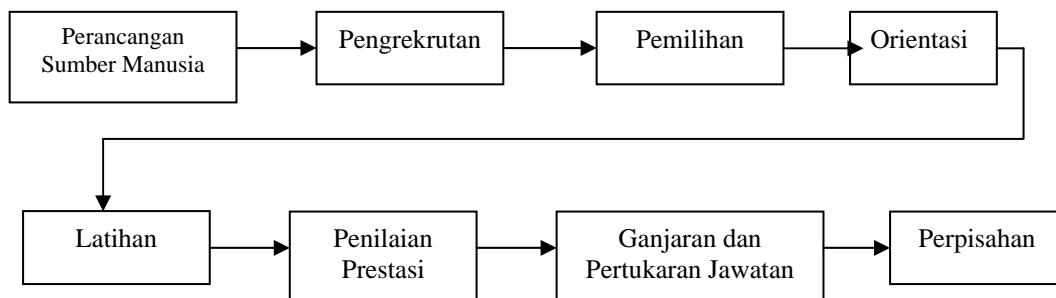 Perancangan
Sumber Manusia
Pengrekrutan
Pemilihan
Orientasi
Latihan
Penilaian
Prestasi
Ganjaran dan
Pertukaran Jawatan
Perpisahan